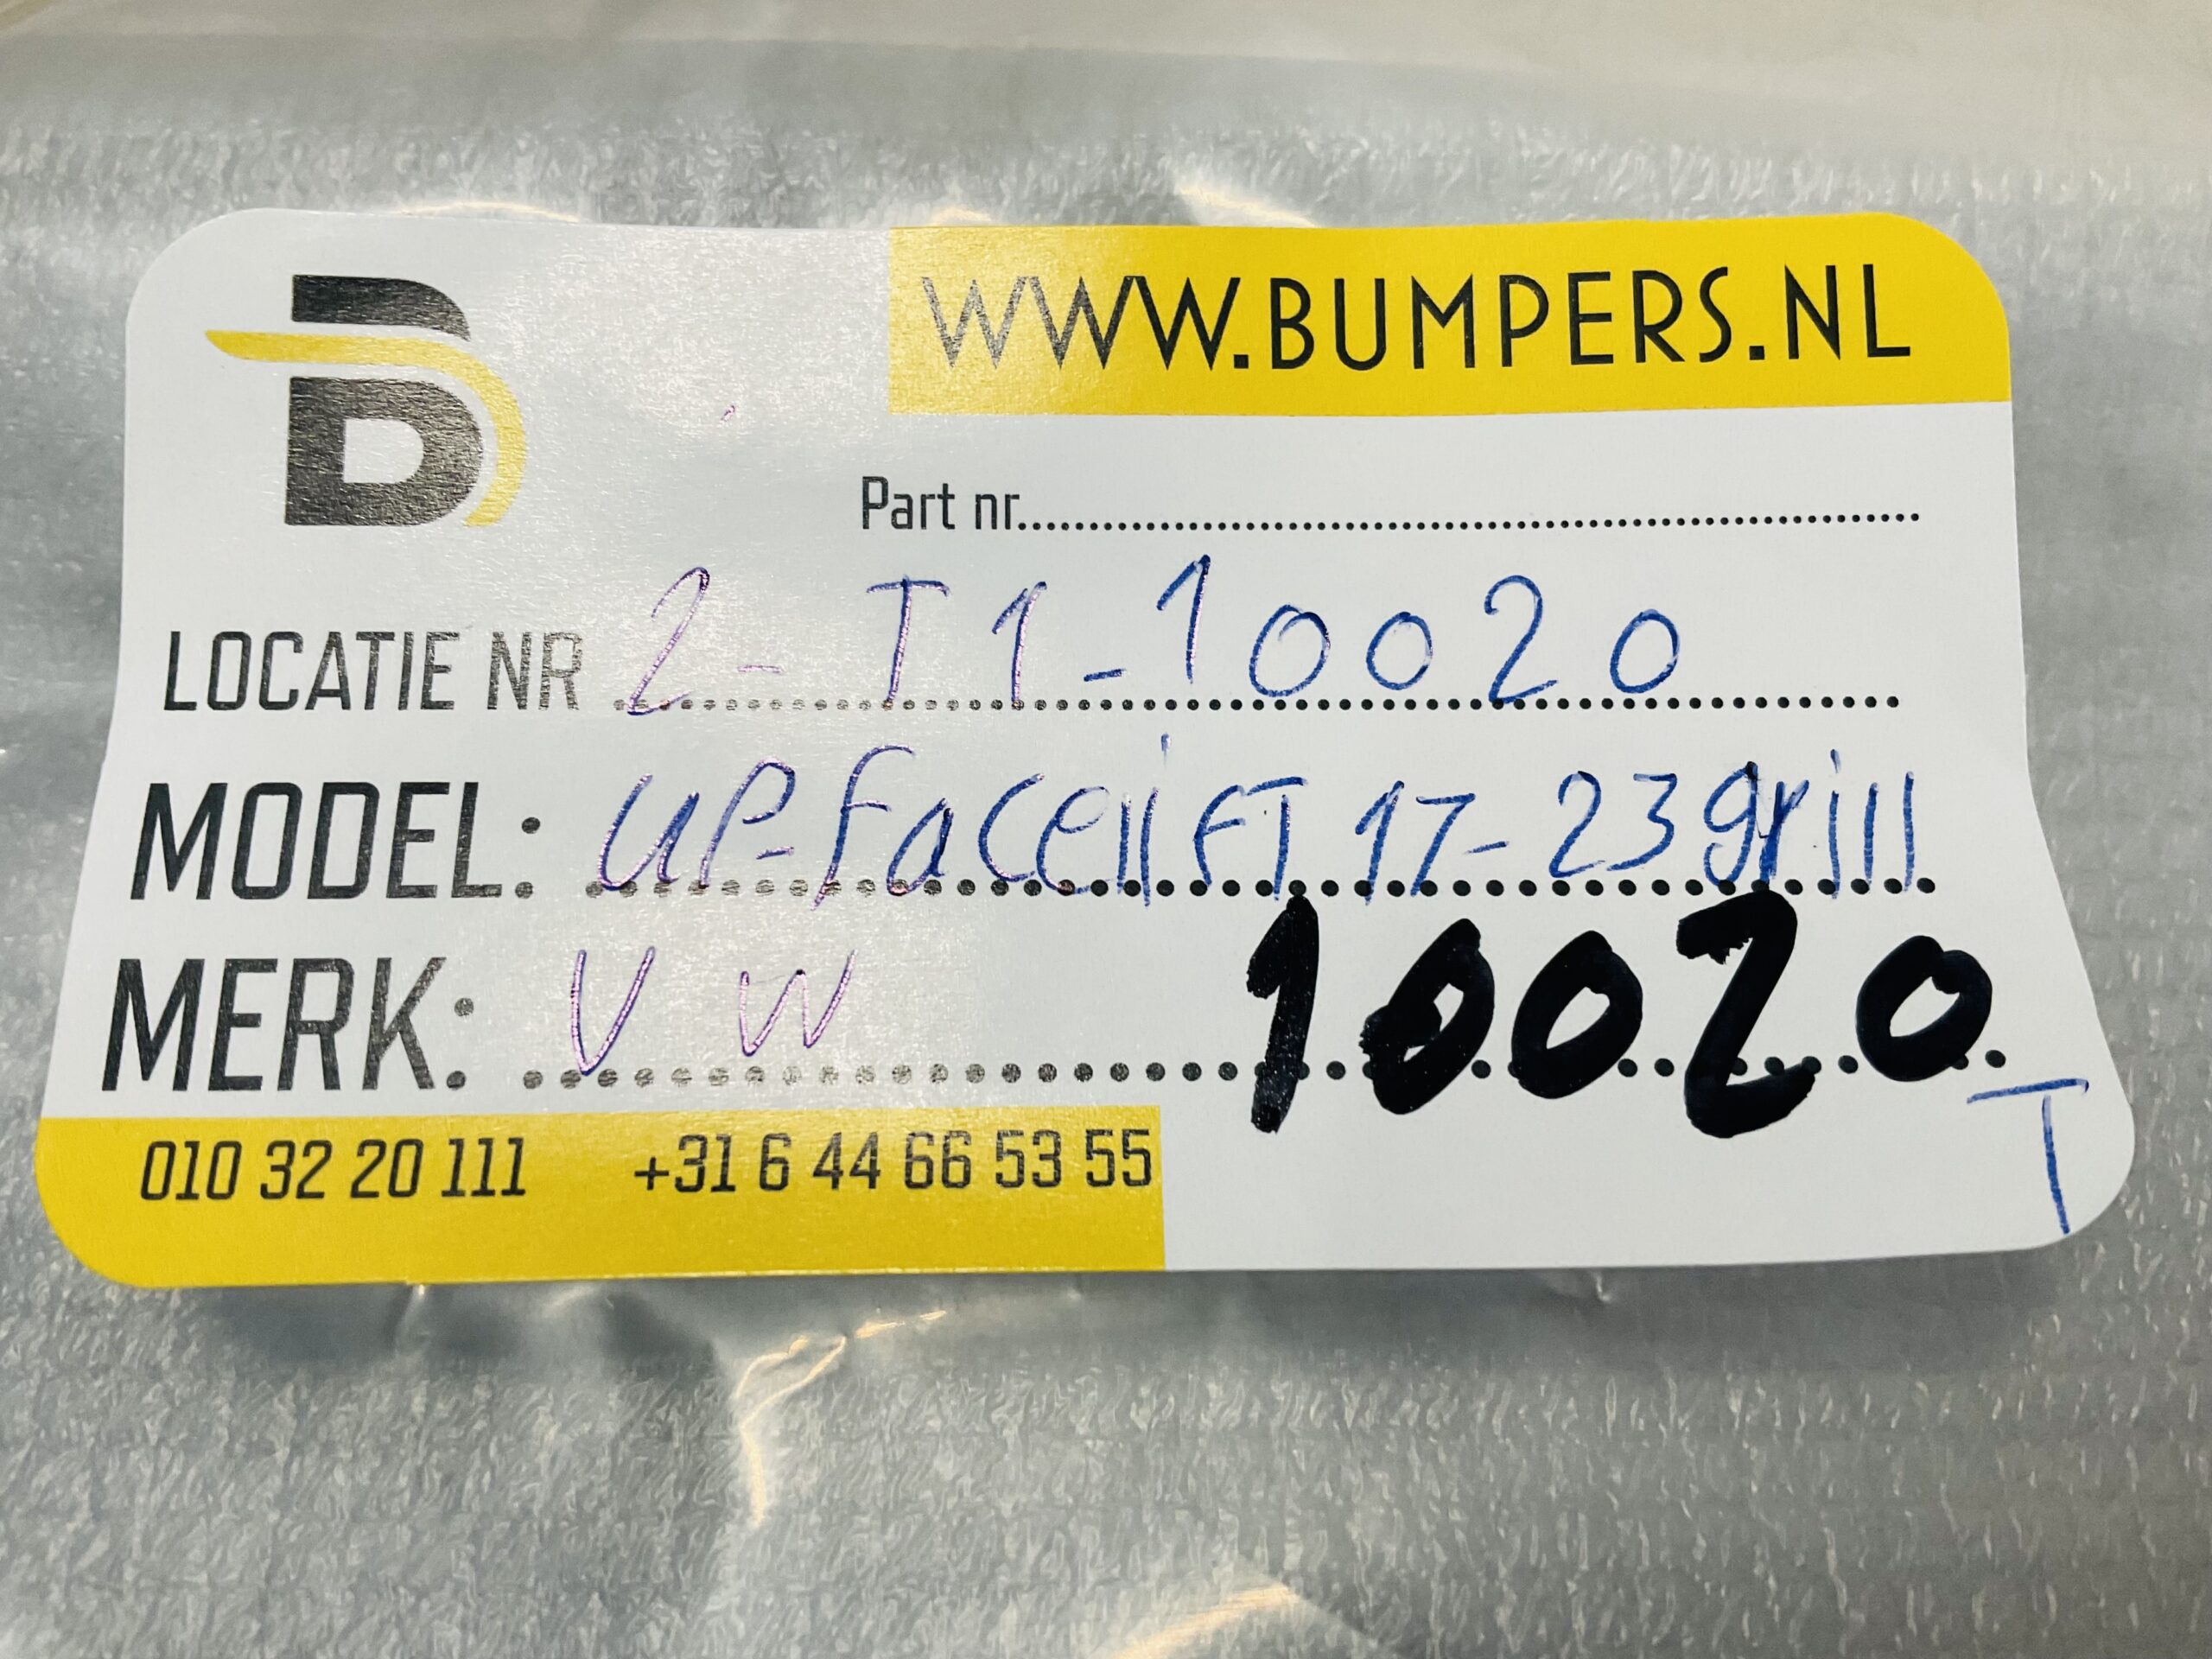 B
WWW.BUMPERS.NL
Part nr.
LOCATIE NR 2-T1-10020
MODEL: UP-Facelift 17-23 grill
MERK: VW 10020
T
010 32 20 111 +31 6 44 66 53 55